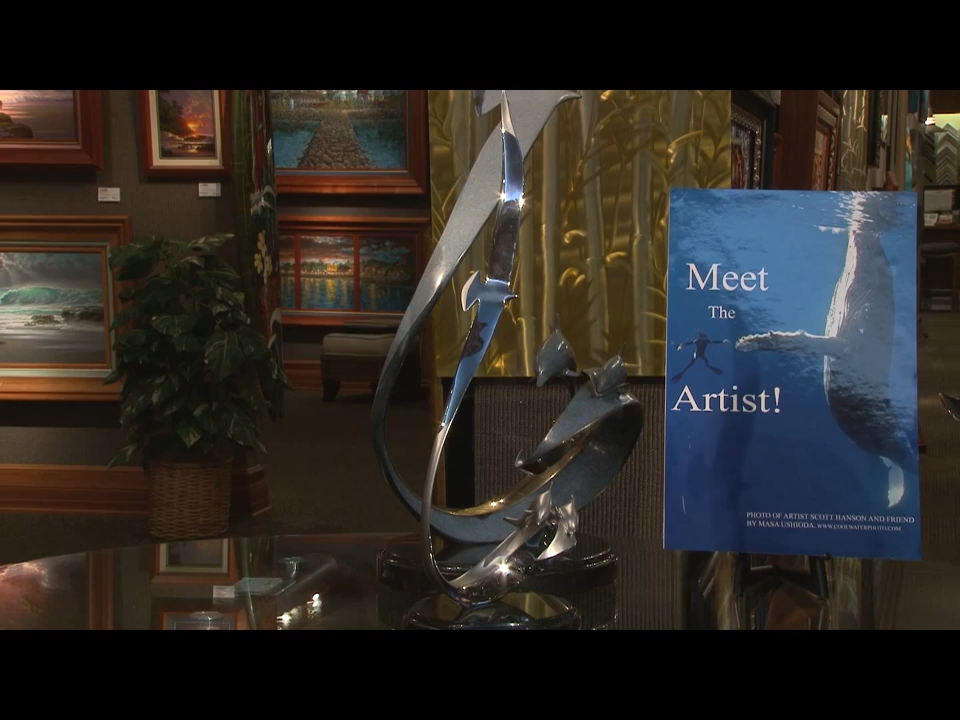 Meet
The
Artist!
PHOTO OF ARTIST SCOTT HANSON AND FRIEND
BY MASA USHIODA. WWW.COOLWATERPHOTO.COM